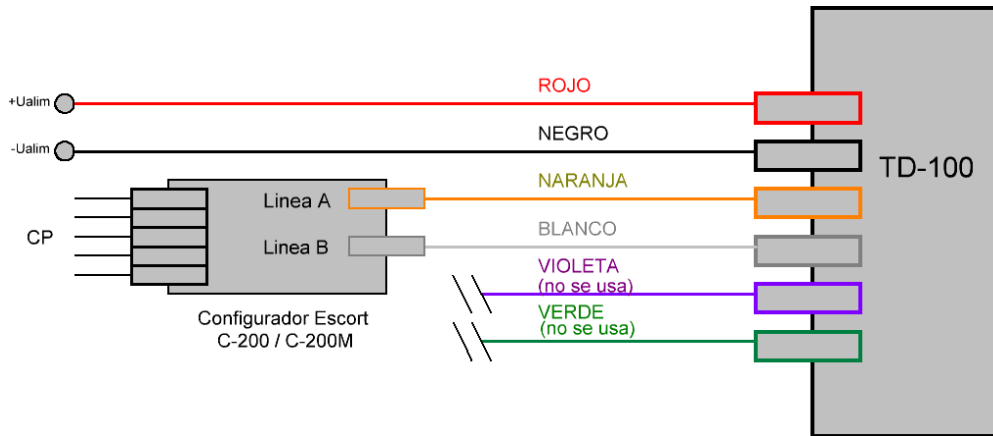 ROJO
+Ualim
NEGRO
-Ualim
TD-100
NARANJA
Linea A
BLANCO
CP
Linea B
VIOLETA
(no se usa)
VERDE
(no se usa)
Configurador Escort
C-200 / C-200M